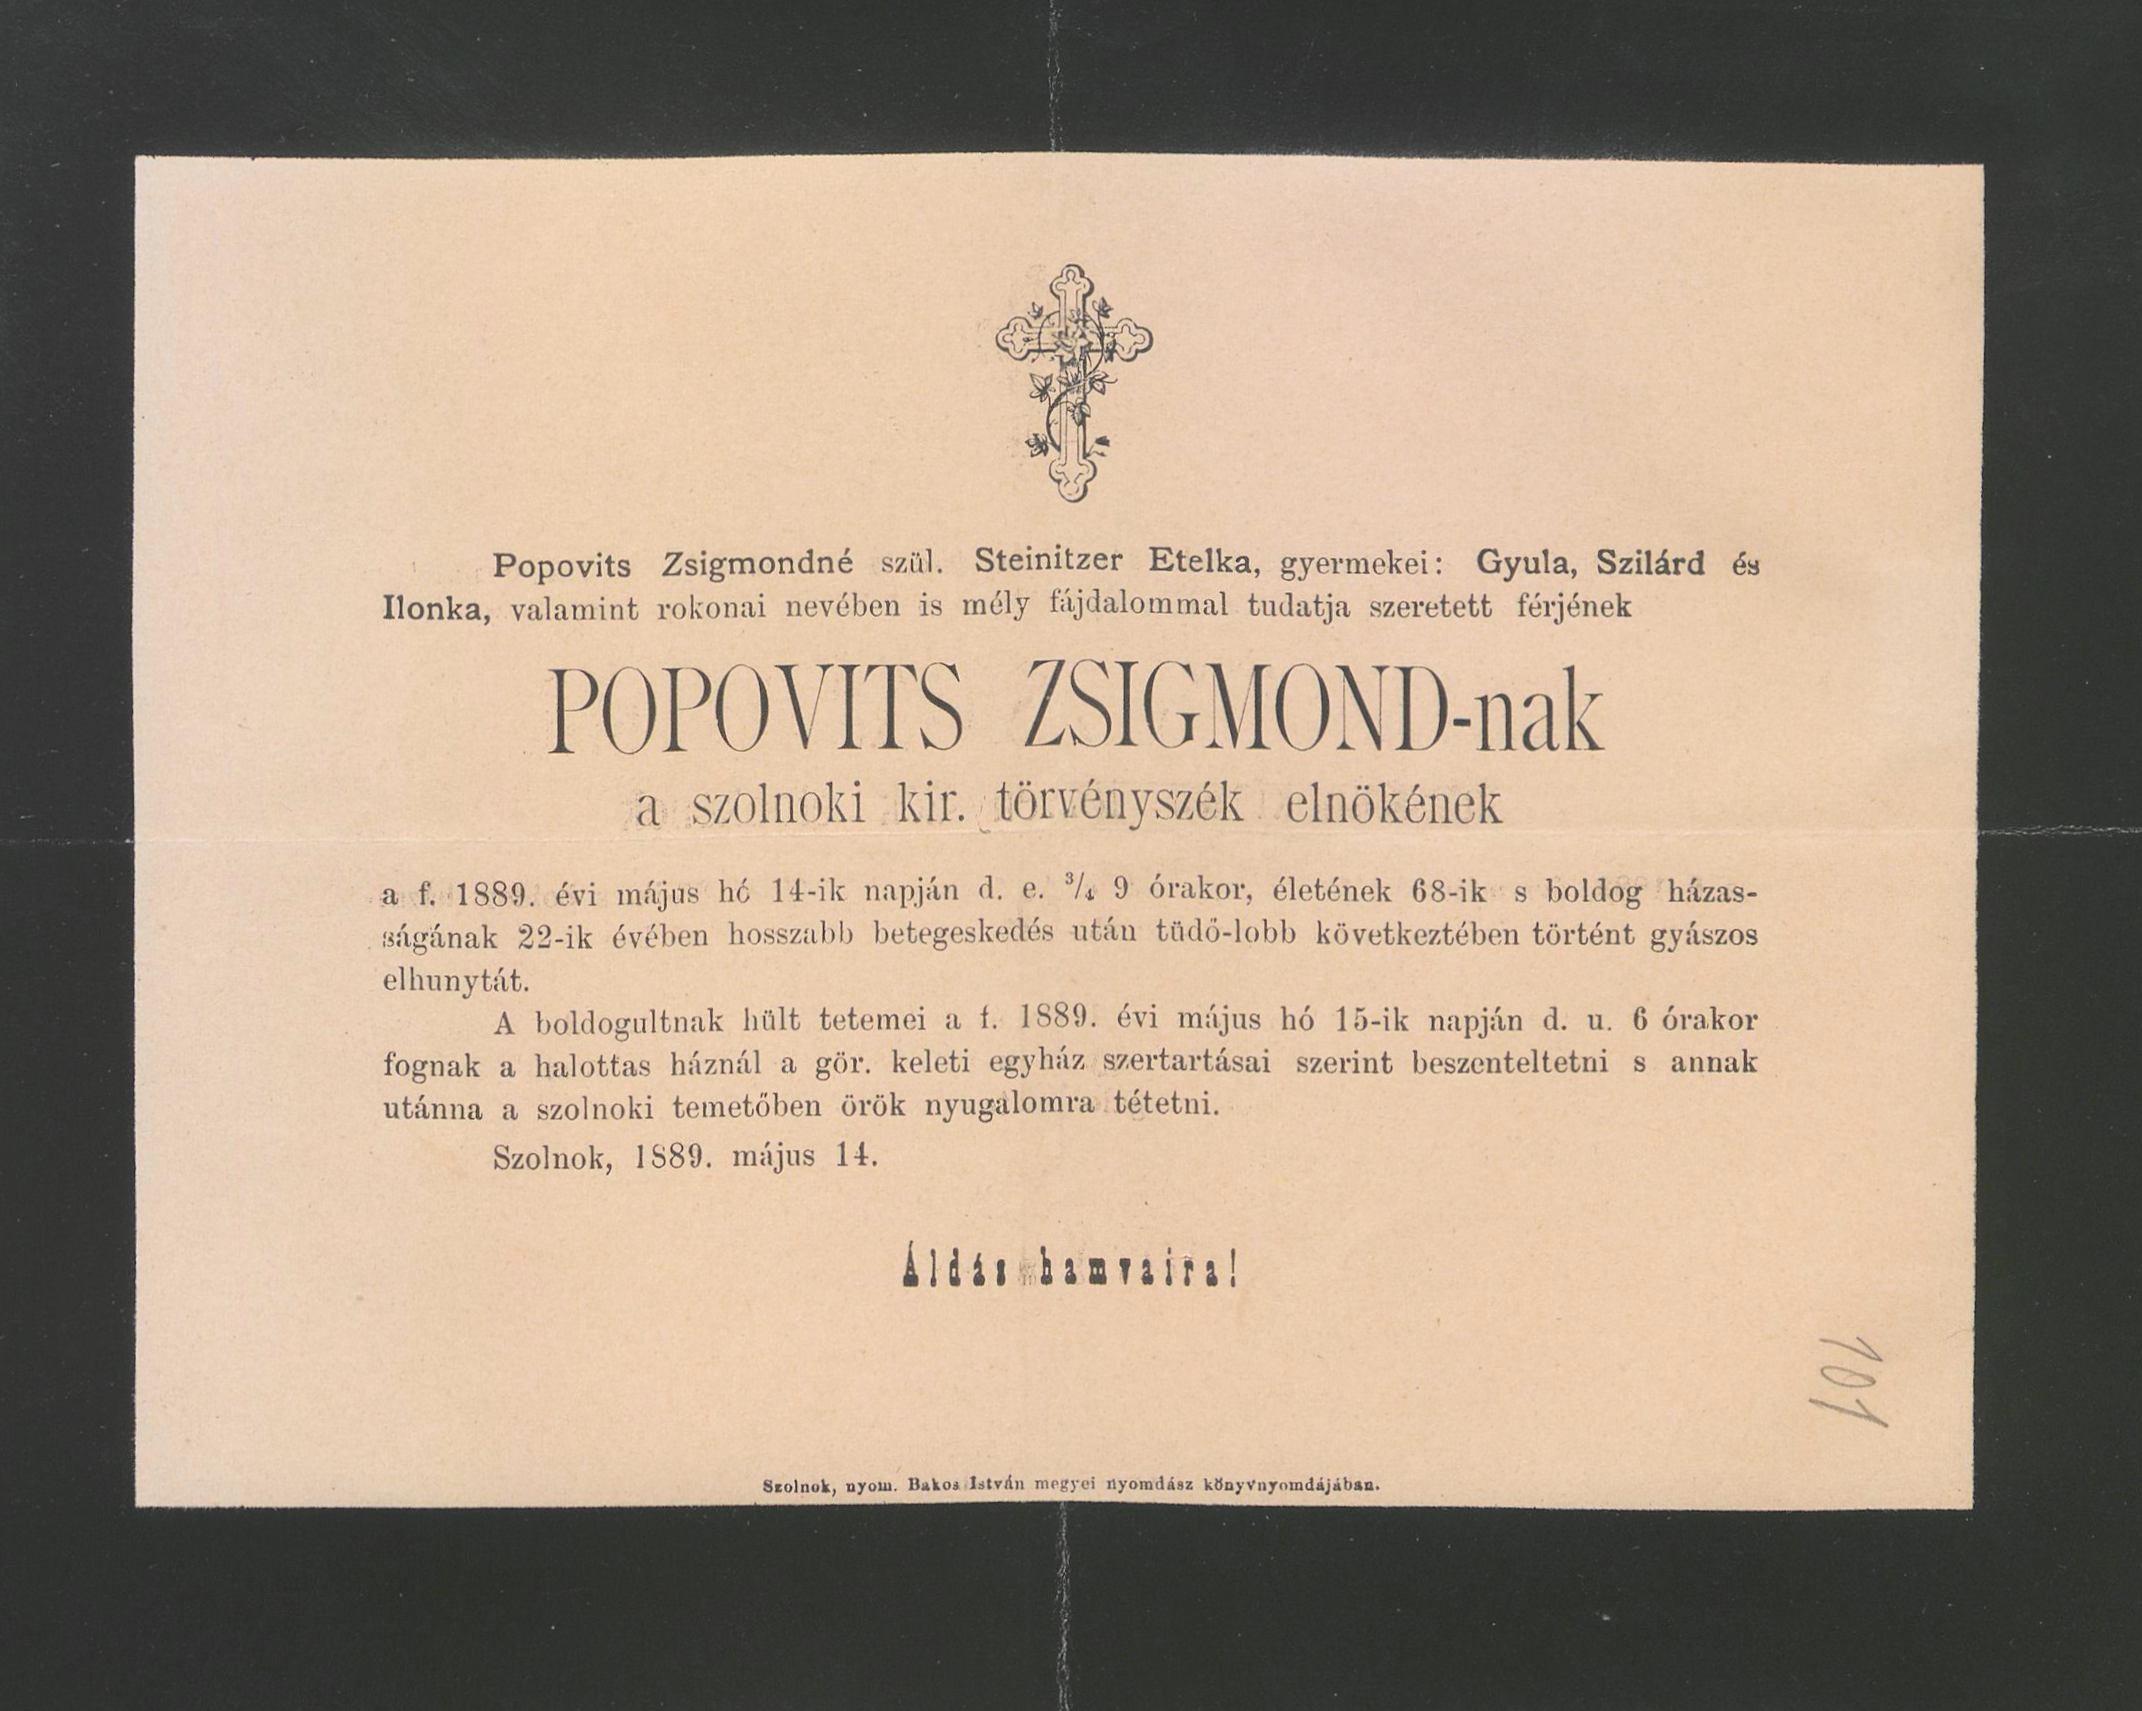 Popovits Zsigmondné szül. Steinitzer Etelka, gyermekei: Gyula, Szilárd és
Ilonka, valamint rokonai nevében is mély fájdalommal tudatja szeretett férjének
POPOVITS ZSIGMOND-nak
a szolnoki kir. törvényszék elnökének
a f. 1889. évi május hó 14-ik napján d. e. 3/4 9 órakor, életének 68-ik s boldog házas-
ságának 22-ik évében hosszabb betegeskedés után tüdő-lobb következtében történt gyászos
elhunytát.
A boldogultnak hült tetemei a f. 1889. évi május hó 15-ik napján d. u. 6 órakor
fognak a halottas háznál a gör. keleti egyház szertartásai szerint beszenteltetni s annak
utánna a szolnoki temetőben örök nyugalomra tétetni.
Szolnok, 1889. május 14.
Áldás hamvaira!
101
Szolnok, nyom. Bakos István megyei nyomdász könyvnyomdájában.